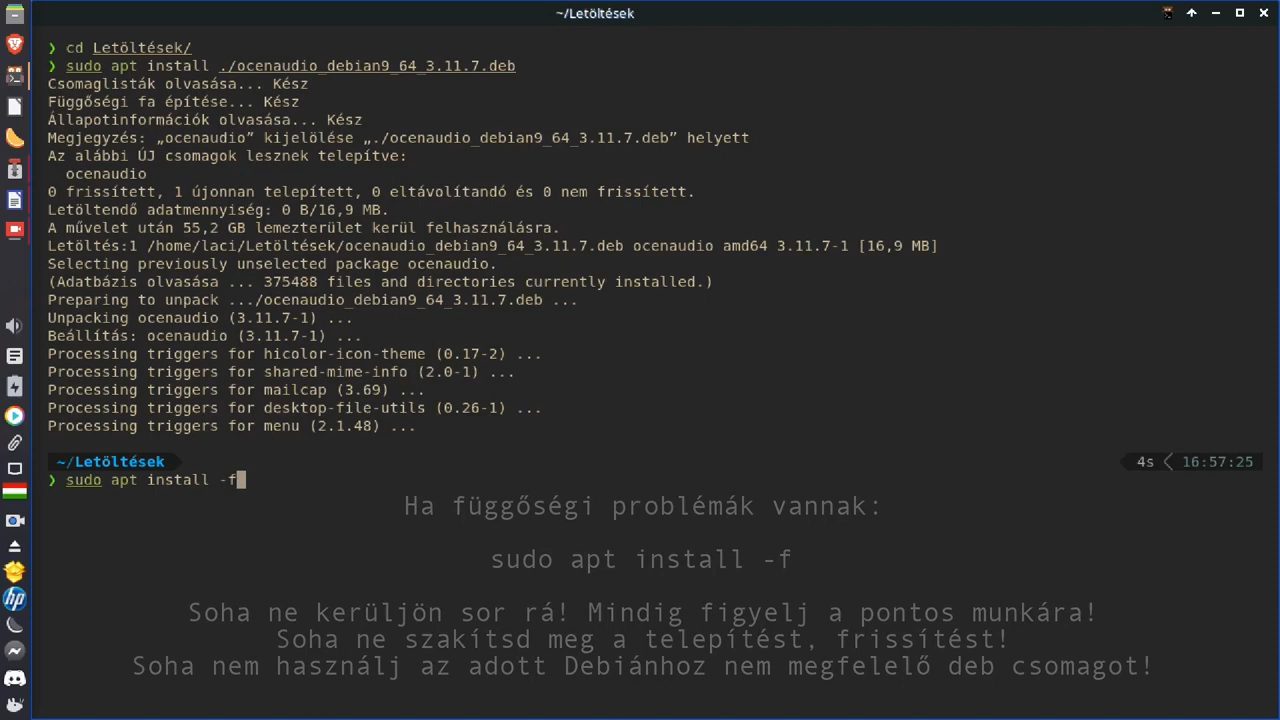 ~/Letöltések
❯ cd Letöltések/
❯ sudo apt install ./ocenaudio_debian9_64_3.11.7.deb
Csomaglisták olvasása... Kész
Függőségi fa építése... Kész
Állapotinformációk olvasása... Kész
Megjegyzés: „ocenaudio” kijelölése „./ocenaudio_debian9_64_3.11.7.deb” helyett
Az alábbi ÚJ csomagok lesznek telepítve:
  ocenaudio
0 frissített, 1 újonnan telepített, 0 eltávolítandó és 0 nem frissített.
Letöltendő adatmennyiség: 0 B/16,9 MB.
A művelet után 55,2 GB lemezterület kerül felhasználásra.
Letöltés:1 /home/laci/Letöltések/ocenaudio_debian9_64_3.11.7.deb ocenaudio amd64 3.11.7-1 [16,9 MB]
Selecting previously unselected package ocenaudio.
(Adatbázis olvasása ... 375488 files and directories currently installed.)
Preparing to unpack .../ocenaudio_debian9_64_3.11.7.deb ...
Unpacking ocenaudio (3.11.7-1) ...
Beállítás: ocenaudio (3.11.7-1) ...
Processing triggers for hicolor-icon-theme (0.17-2) ...
Processing triggers for shared-mime-info (2.0-1) ...
Processing triggers for mailcap (3.69) ...
Processing triggers for desktop-file-utils (0.26-1) ...
Processing triggers for menu (2.1.48) ...
~/Letöltések 4s 16:57:25
❯ sudo apt install -f
Ha függőségi problémák vannak:
sudo apt install -f
Soha ne kerüljön sor rá! Mindig figyelj a pontos munkára!
Soha ne szakítsd meg a telepítést, frissítést!
Soha nem használj az adott Debiánhoz nem megfelelő deb csomagot!
hp